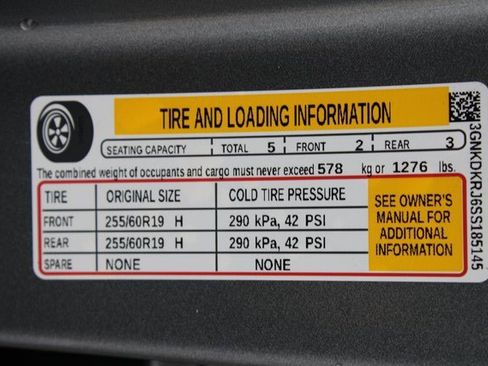 TIRE AND LOADING INFORMATION
SEATING CAPACITY TOTAL 5 FRONT 2 REAR 3
The combined weight of occupants and cargo must never exceed 578 kg or 1276 lbs.
TIRE ORIGINAL SIZE COLD TIRE PRESSURE
FRONT 255/60R19 H 290 kPa, 42 PSI
REAR 255/60R19 H 290 kPa, 42 PSI
SPARE NONE NONE
SEE OWNER'S
MANUAL FOR
ADDITIONAL
INFORMATION
3GNKDKRJ6SS185145